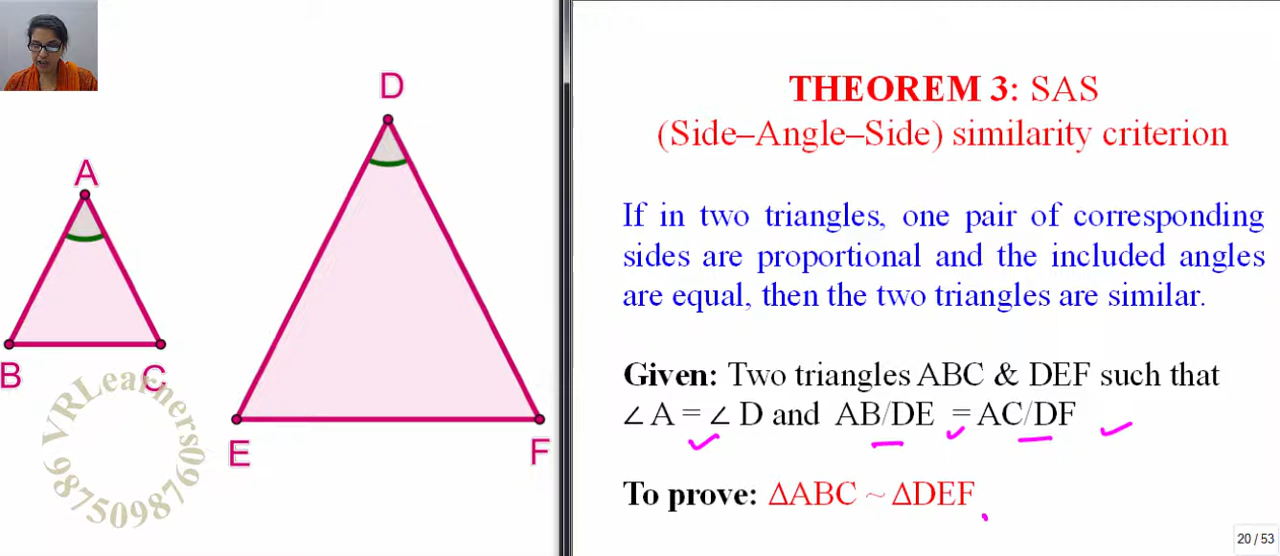 D
A
B
C
E
F
VRLearners
9875098760
THEOREM 3: SAS
(Side–Angle–Side) similarity criterion
If in two triangles, one pair of corresponding
sides are proportional and the included angles
are equal, then the two triangles are similar.
Given: Two triangles ABC & DEF such that
∠ A = ∠ D and AB/DE = AC/DF
To prove: ΔABC ~ ΔDEF
20 / 53